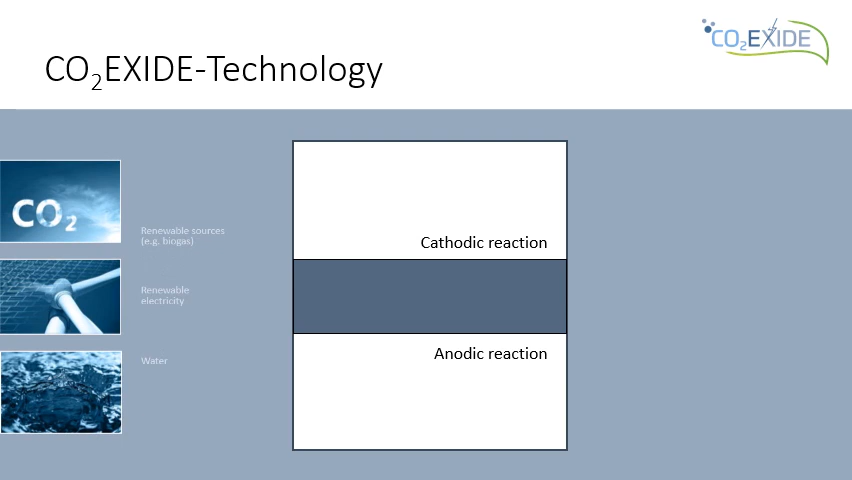 CO₂EXIDE
CO₂EXIDE-Technology
CO₂
Renewable sources
(e.g. biogas)
Cathodic reaction
Renewable
electricity
Anodic reaction
Water